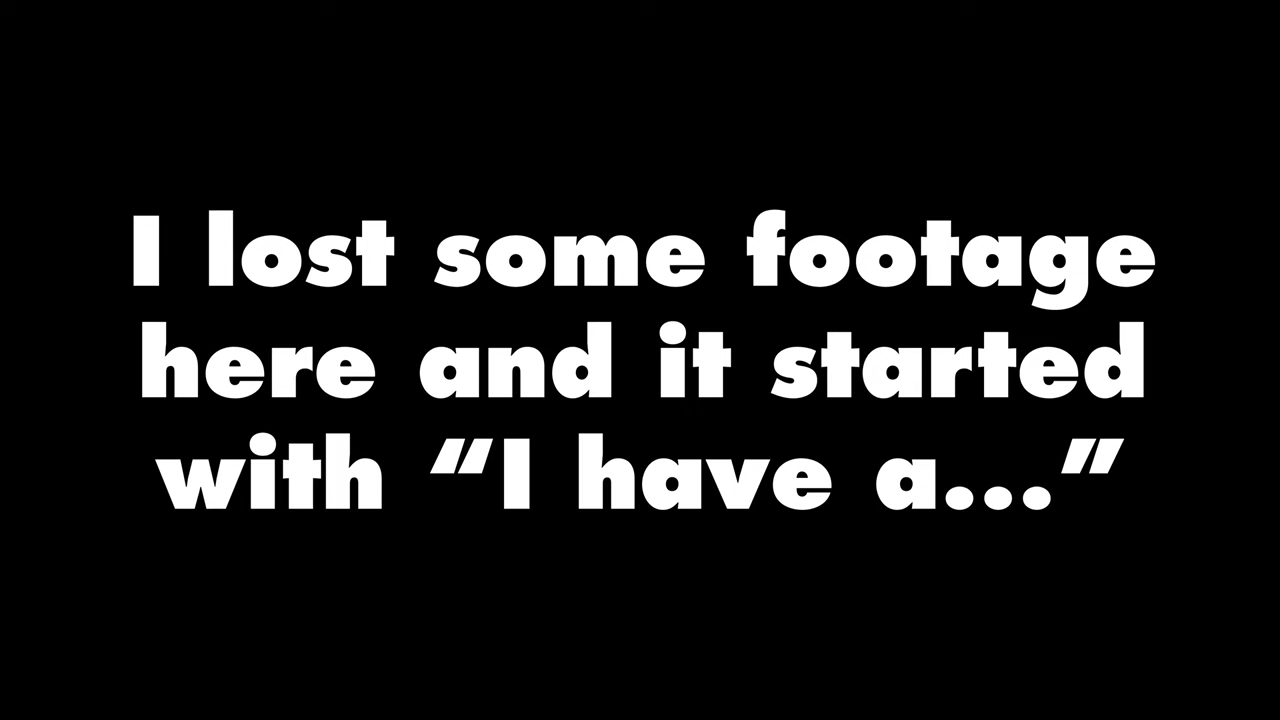 I lost some footage
here and it started
with “I have a...”